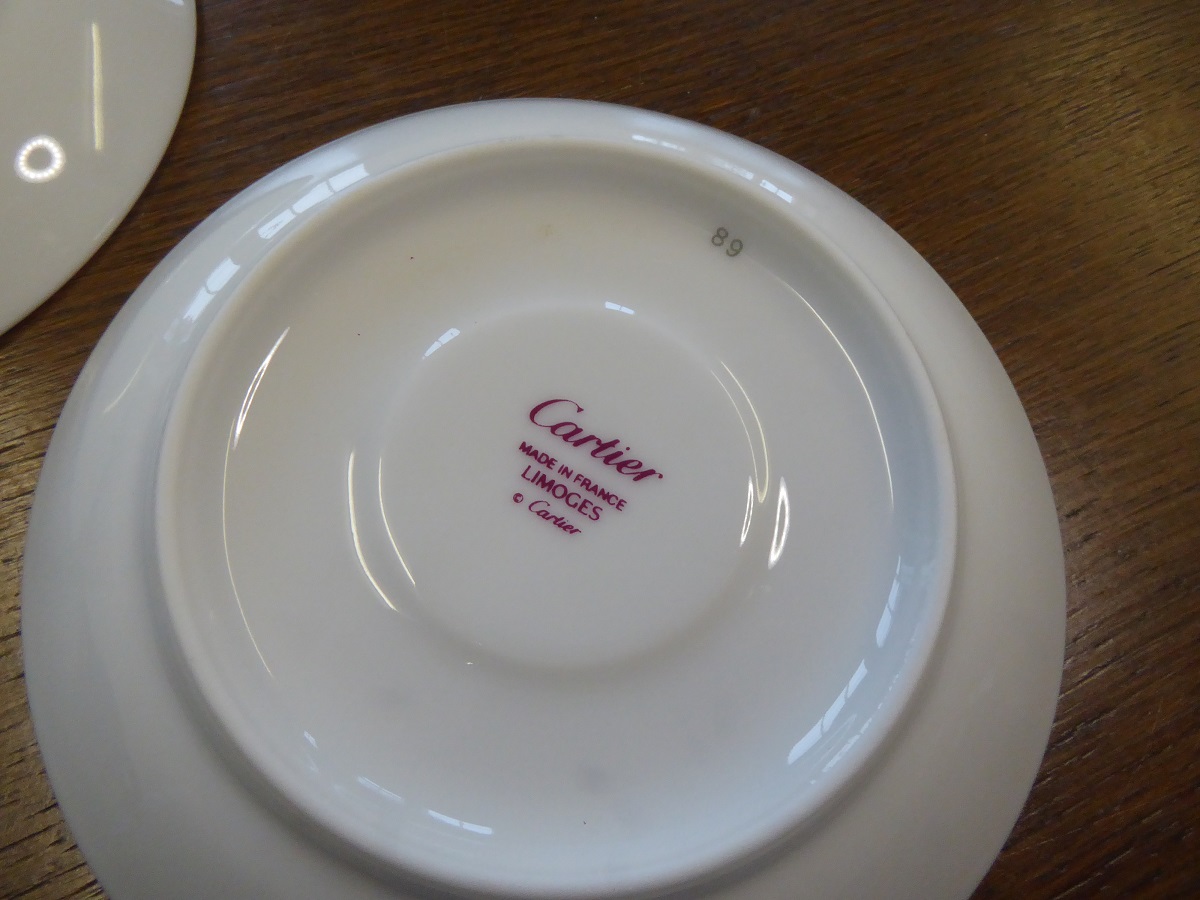 89
Cartier
MADE IN FRANCE
LIMOGES
© Cartier